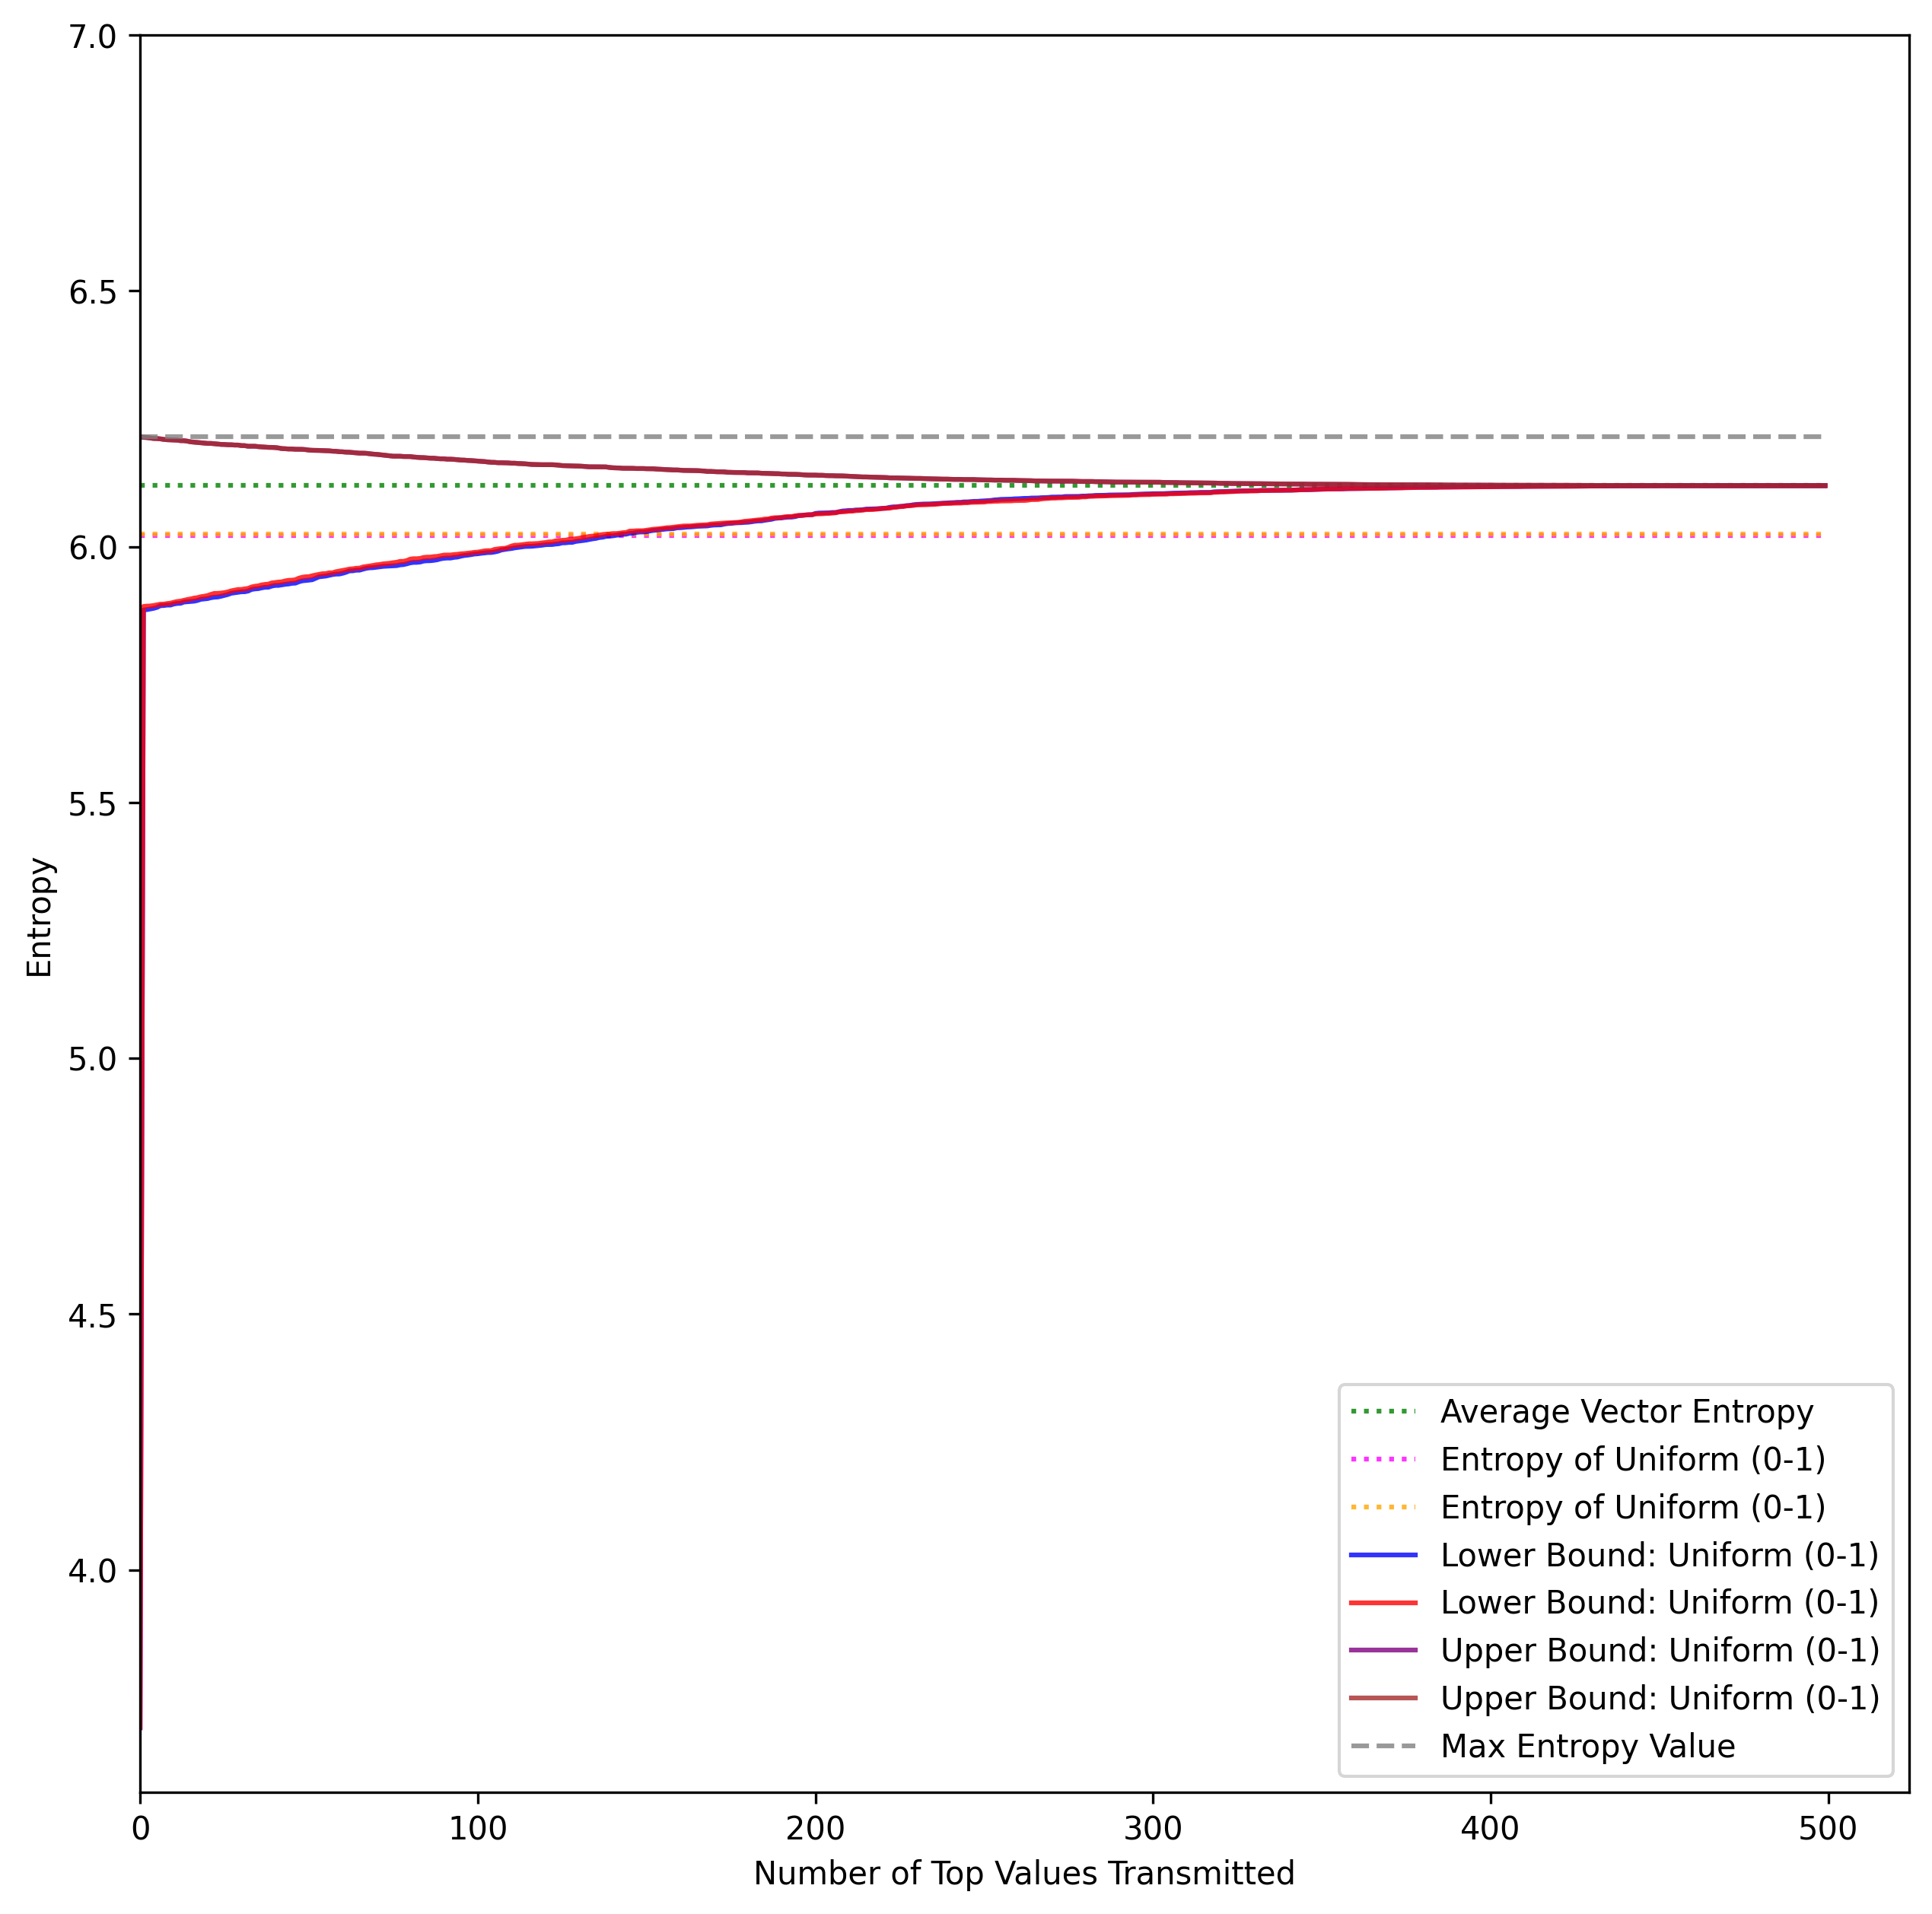 7.0
6.5
6.0
5.5
5.0
4.5
4.0
Entropy
0
100
200
300
400
500
Number of Top Values Transmitted
Average Vector Entropy
Entropy of Uniform (0-1)
Entropy of Uniform (0-1)
Lower Bound: Uniform (0-1)
Lower Bound: Uniform (0-1)
Upper Bound: Uniform (0-1)
Upper Bound: Uniform (0-1)
Max Entropy Value